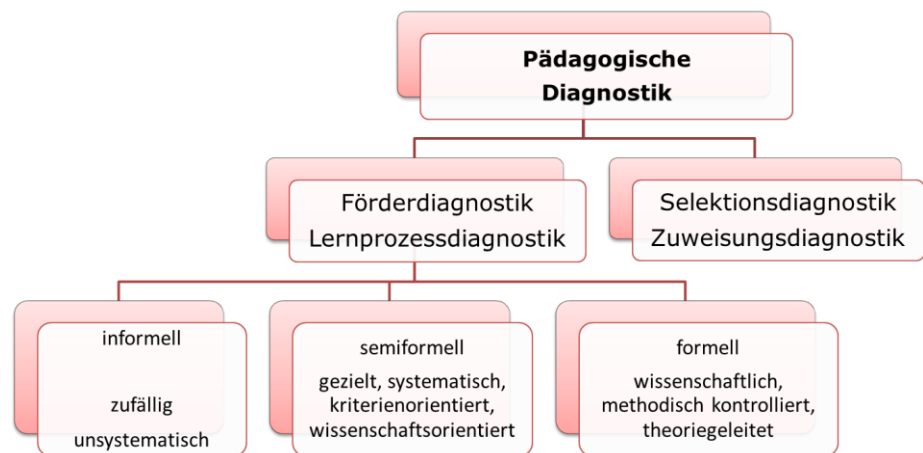 Pädagogische
Diagnostik
Förderdiagnostik
Lernprozessdiagnostik
Selektionsdiagnostik
Zuweisungsdiagnostik
informell
zufällig
unsystematisch
semiformell
gezielt, systematisch,
kriterienorientiert,
wissenschaftsorientiert
formell
wissenschaftlich,
methodisch kontrolliert,
theoriegeleitet